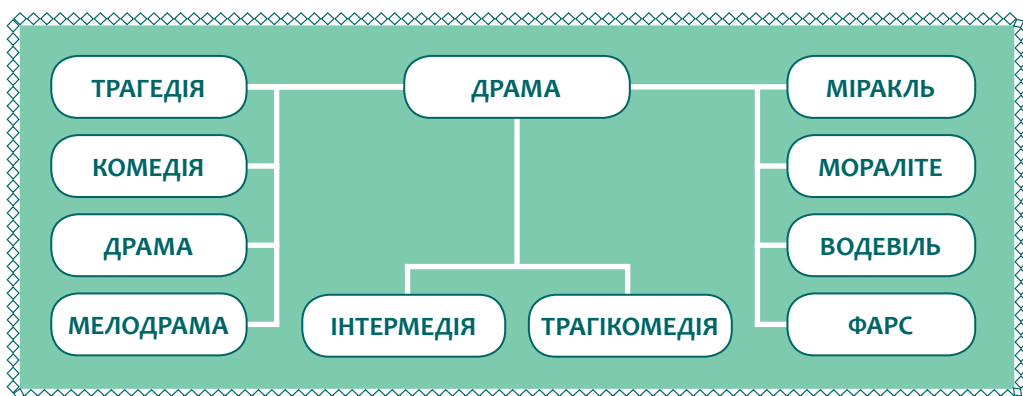 ТРАГЕДІЯ
ДРАМА
МІРАКЛЬ
КОМЕДІЯ
МОРАЛІТЕ
ДРАМА
ВОДЕВІЛЬ
МЕЛОДРАМА
ІНТЕРМЕДІЯ
ТРАГІКОМЕДІЯ
ФАРС